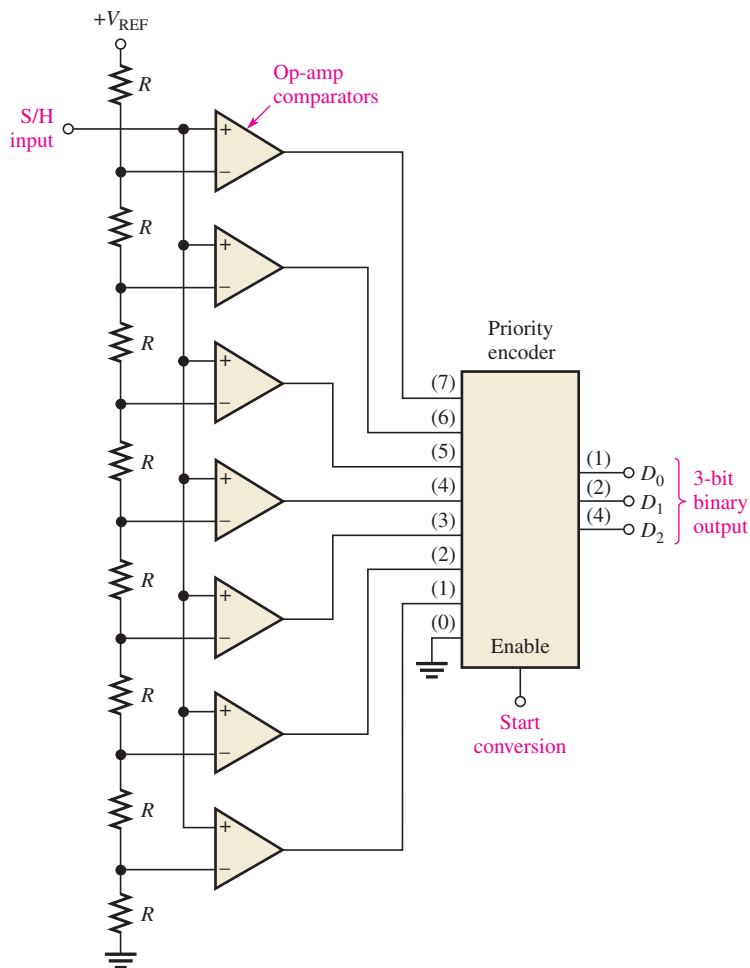 +V_REF
R
Op-amp
comparators
S/H
input
+
−
R
+
−
R
+
−
R
+
−
R
+
−
R
+
−
R
+
−
R
Priority
encoder
(7)
(6)
(5)
(4)
(3)
(2)
(1)
(0)
Enable
(1)
(2)
(4)
D0
D1
D2
3-bit
binary
output
Start
conversion